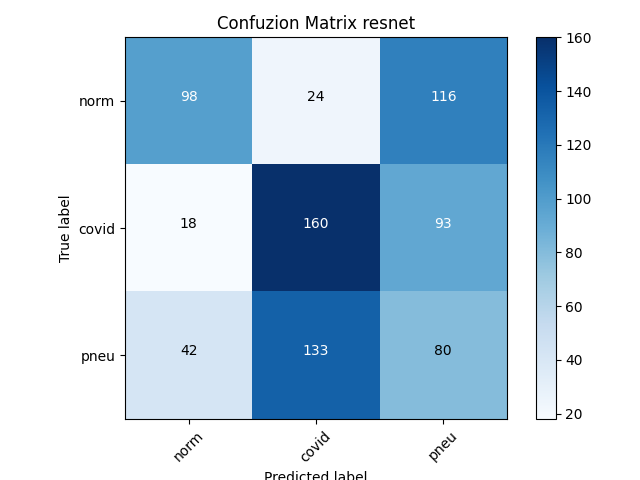 Confuzion Matrix resnet
norm 98 24 116
covid 18 160 93
pneu 42 133 80
norm covid pneu
True label
Predicted label
160
140
120
100
80
60
40
20